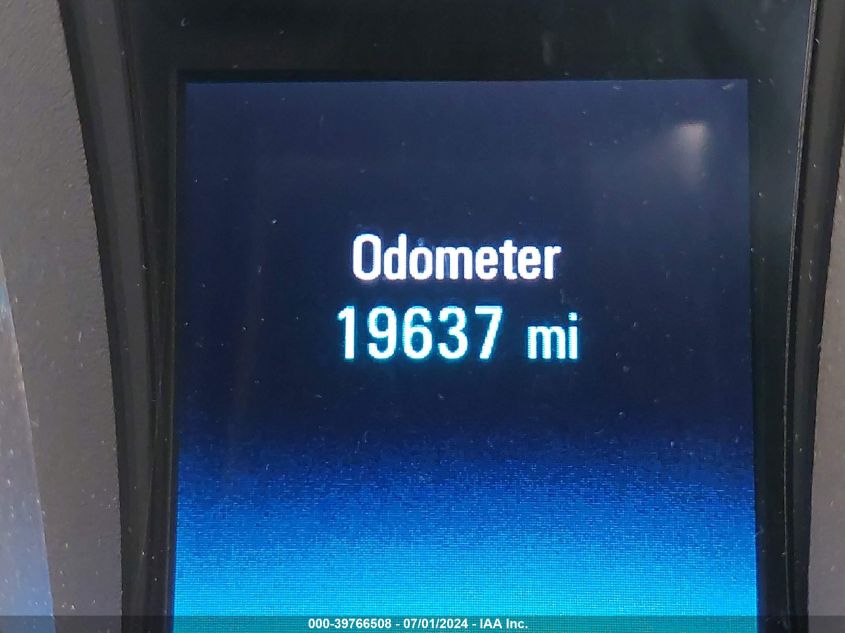 Odometer
19637 mi
000-39766508 - 07/01/2024 - IAA Inc.